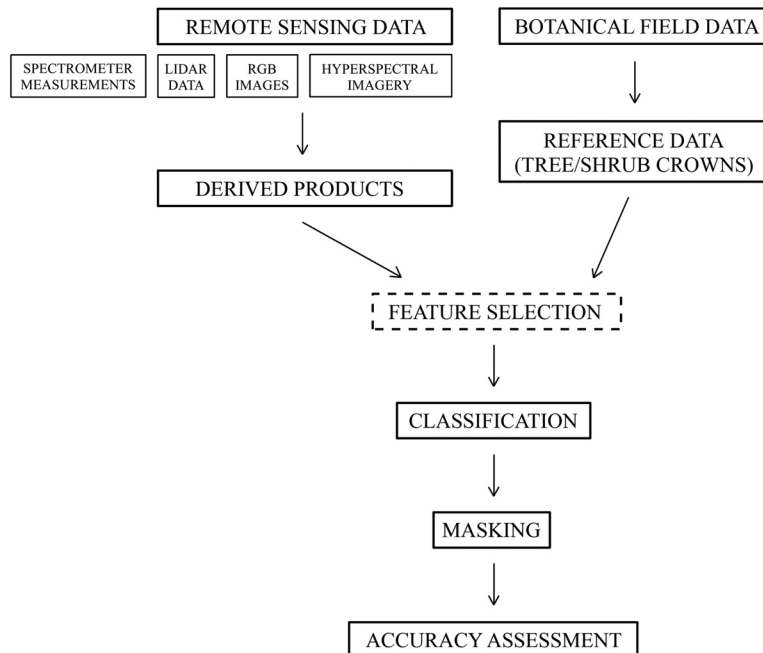 REMOTE SENSING DATA
BOTANICAL FIELD DATA
SPECTROMETER
MEASUREMENTS
LIDAR
DATA
RGB
IMAGES
HYPERSPECTRAL
IMAGERY
REFERENCE DATA
(TREE/SHRUB CROWNS)
DERIVED PRODUCTS
FEATURE SELECTION
CLASSIFICATION
MASKING
ACCURACY ASSESSMENT